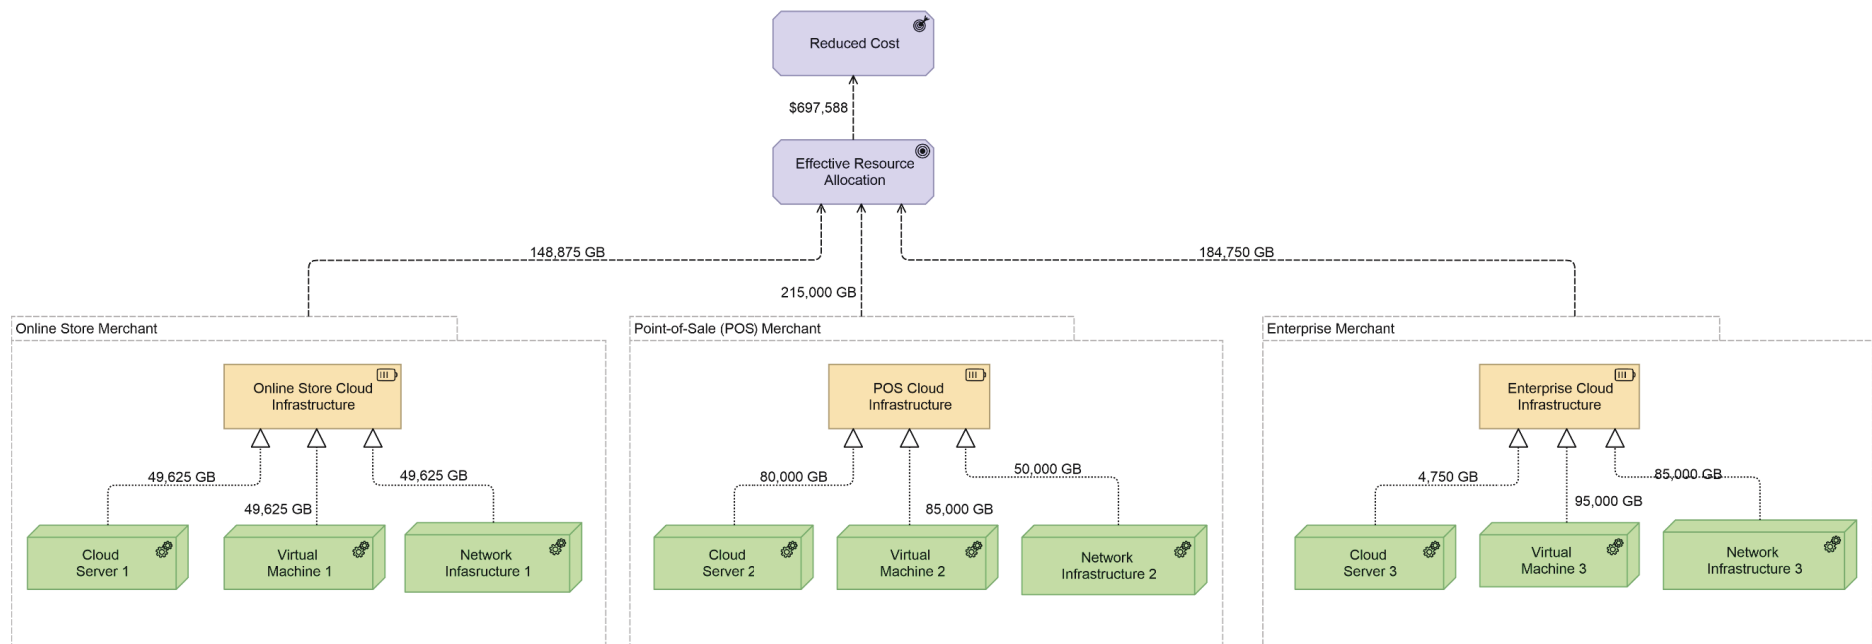 Reduced Cost
$697,588
Effective Resource
Allocation
148,875 GB
184,750 GB
215,000 GB
Online Store Merchant
Online Store Cloud
Infrastructure
49,625 GB
49,625 GB
49,625 GB
Cloud
Server 1
Virtual
Machine 1
Network
Infasructure 1
Point-of-Sale (POS) Merchant
POS Cloud
Infrastructure
80,000 GB
50,000 GB
85,000 GB
Cloud
Server 2
Virtual
Machine 2
Network
Infrastructure 2
Enterprise Merchant
Enterprise Cloud
Infrastructure
4,750 GB
85,000 GB
95,000 GB
Cloud
Server 3
Virtual
Machine 3
Network
Infrastructure 3